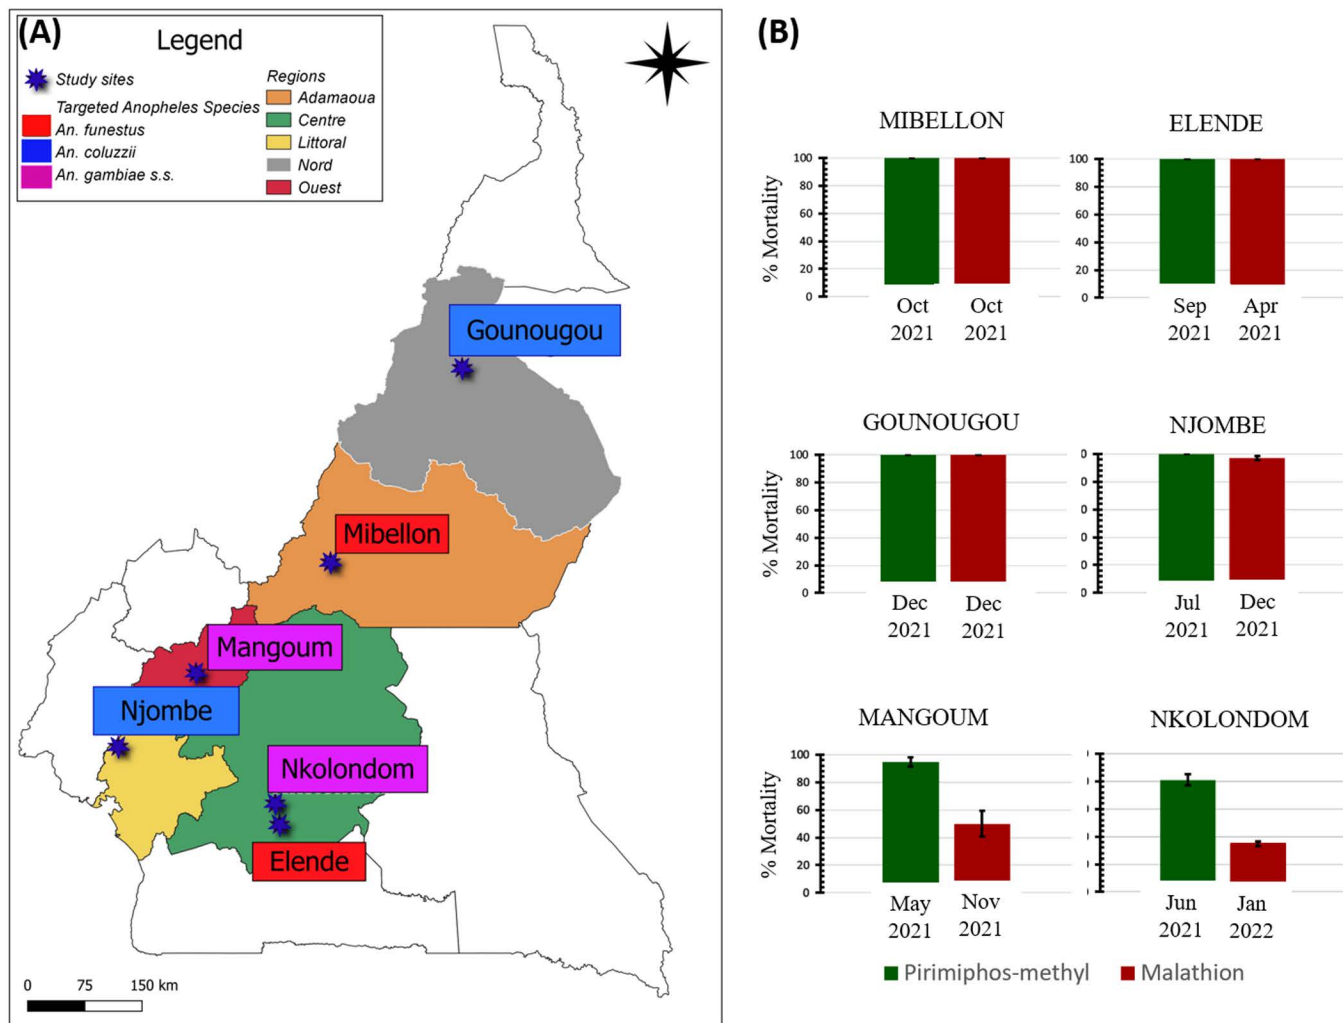 (A)
Legend
Study sites
Targeted Anopheles Species
An. funestus
An. coluzzii
An. gambiae s.s.
Regions
Adamaoua
Centre
Littoral
Nord
Ouest
Gounougou
Mibellon
Mangoum
Njombe
Nkolondom
Elende
0 75 150 km
(B)
MIBELLON
% Mortality
100
80
60
40
20
0
Oct
2021
Oct
2021
ELENDE
100
80
60
40
20
0
Sep
2021
Apr
2021
GOUNOUGOU
% Mortality
100
80
60
40
20
0
Dec
2021
Dec
2021
NJOMBE
0
0
0
0
0
0
Jul
2021
Dec
2021
MANGOUM
% Mortality
100
80
60
40
20
0
May
2021
Nov
2021
NKOLONDOM
Jun
2021
Jan
2022
Pirimiphos-methyl
Malathion